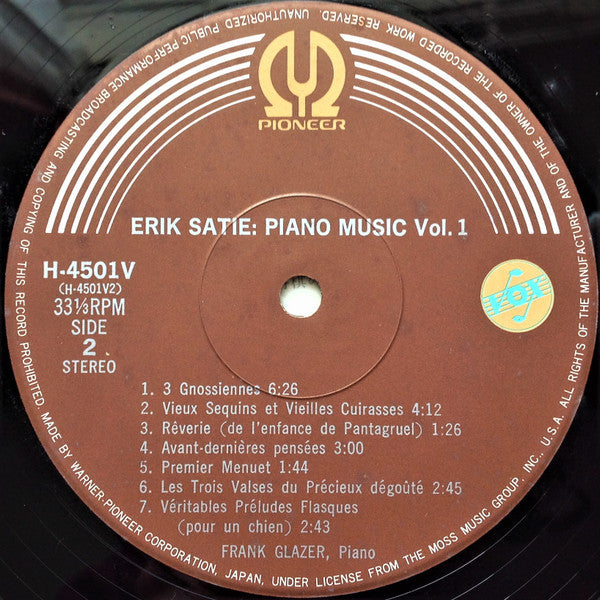 PIONEER
ERIK SATIE: PIANO MUSIC Vol. 1
H-4501V
(H-4501V2)
33⅓RPM
SIDE
2
STEREO
VOX
1. 3 Gnossiennes 6:26
2. Vieux Sequins et Vieilles Cuirasses 4:12
3. Rêverie (de l'enfance de Pantagruel) 1:26
4. Avant-dernières pensées 3:00
5. Premier Menuet 1:44
6. Les Trois Valses du Précieux dégoûté 2:45
7. Véritables Préludes Flasques
(pour un chien) 2:43
FRANK GLAZER, Piano
MADE BY WARNER-PIONEER CORPORATION, JAPAN, UNDER LICENSE FROM THE MOSS MUSIC GROUP, INC., U.S.A. ALL RIGHTS OF THE MANUFACTURER AND OF THE OWNER OF THE RECORDED WORK RESERVED. UNAUTHORIZED PUBLIC PERFORMANCE BROADCASTING AND COPYING OF THIS RECORD PROHIBITED.